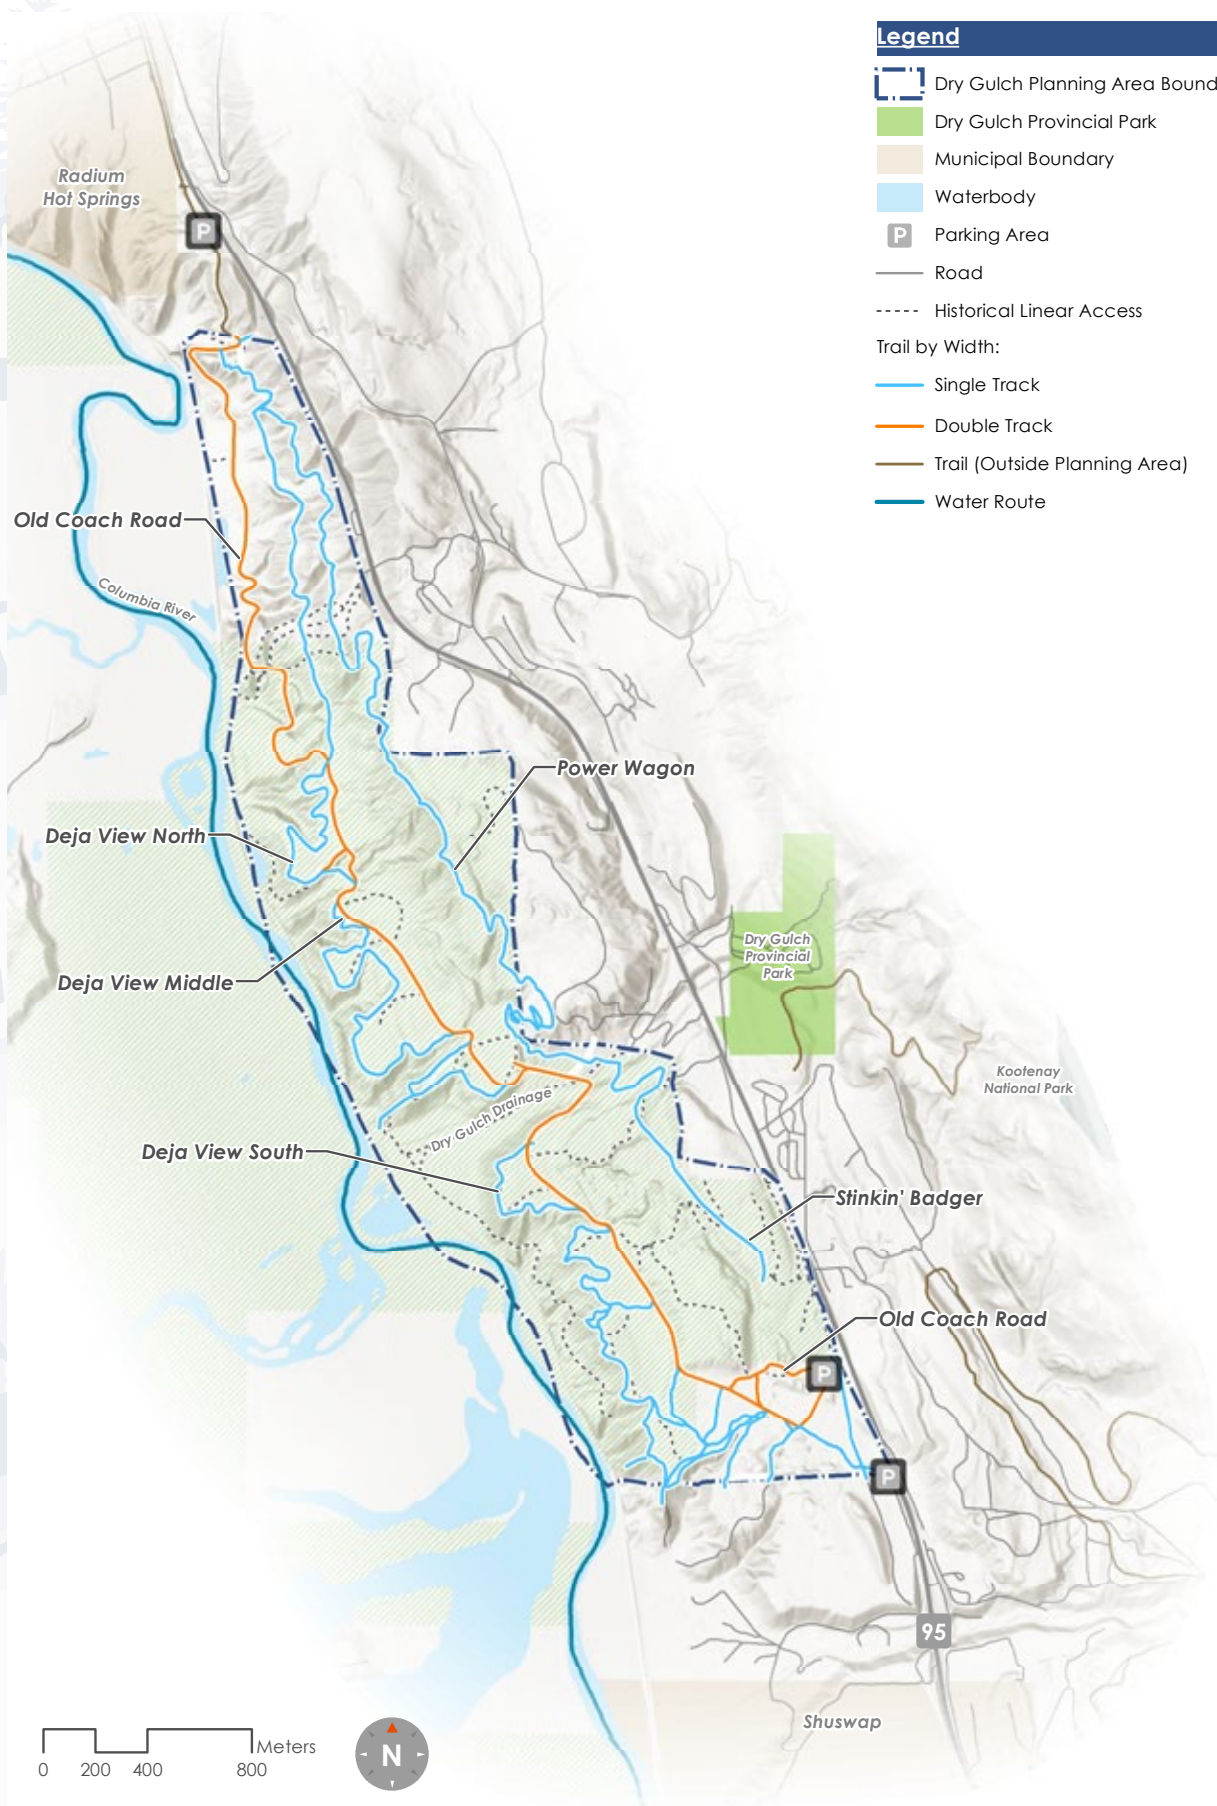 Legend
Dry Gulch Planning Area Bound
Dry Gulch Provincial Park
Municipal Boundary
Waterbody
P
Parking Area
Road
Historical Linear Access
Trail by Width:
Single Track
Double Track
Trail (Outside Planning Area)
Water Route
Radium
Hot Springs
P
Old Coach Road
Columbia River
Power Wagon
Deja View North
Dry Gulch
Provincial
Park
Deja View Middle
Kootenay
National Park
Dry Gulch Drainage
Deja View South
Stinkin' Badger
Old Coach Road
P
P
95
Shuswap
Meters
0 200 400 800
N